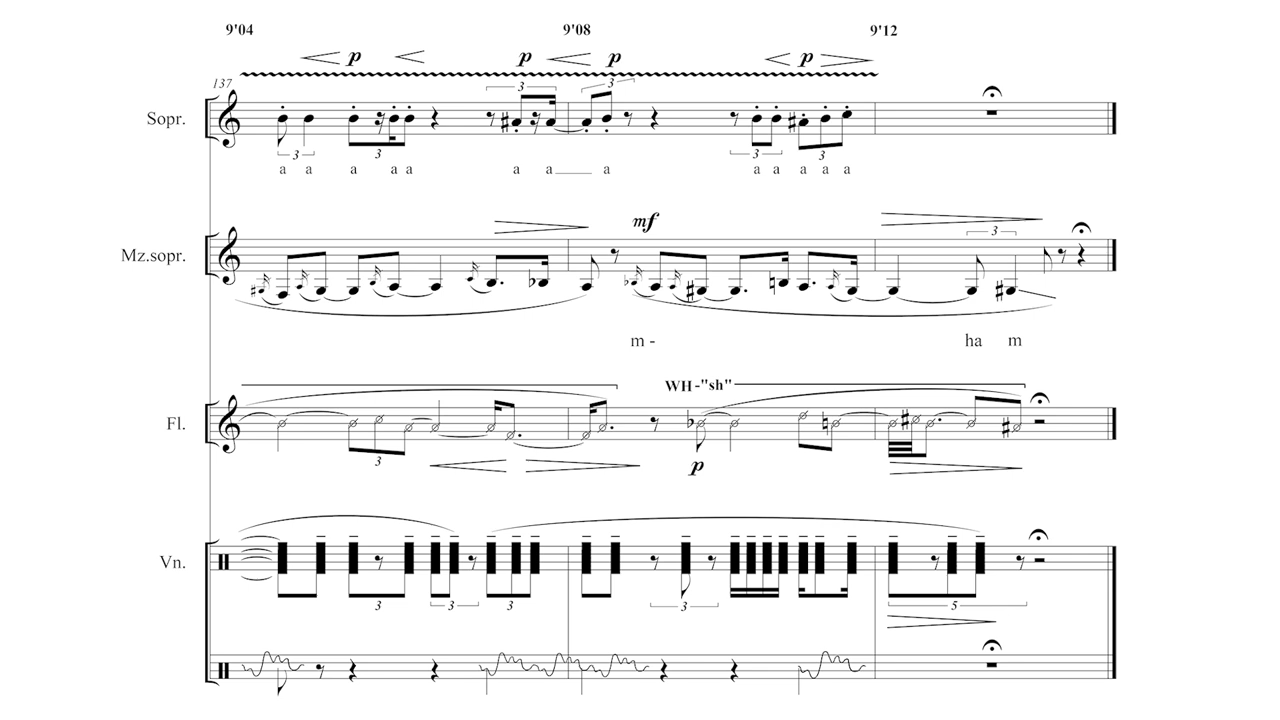 9'04 9'08 9'12
p p p p
137
3 3
Sopr.
3 3 3 3
a a a a a a a a a a a a a
mf
3
Mz.sopr.
m - ha m
WH -"sh"
Fl.
3
p
Vn.
3 3 3 3 5